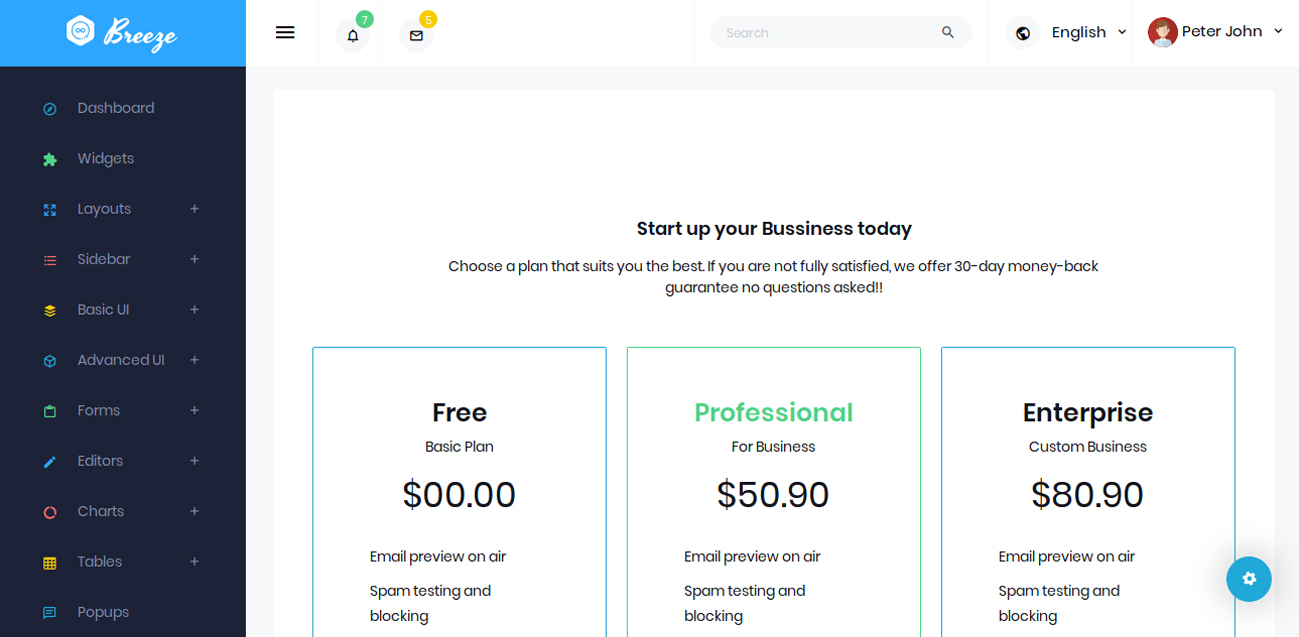 Breeze
7
5
Search
English
Peter John
Dashboard
Widgets
Layouts +
Sidebar +
Basic UI +
Advanced UI +
Forms +
Editors +
Charts +
Tables +
Popups
Start up your Bussiness today
Choose a plan that suits you the best. If you are not fully satisfied, we offer 30-day money-back
guarantee no questions asked!!
Free
Basic Plan
$00.00
Email preview on air
Spam testing and
blocking
Professional
For Business
$50.90
Email preview on air
Spam testing and
blocking
Enterprise
Custom Business
$80.90
Email preview on air
Spam testing and
blocking